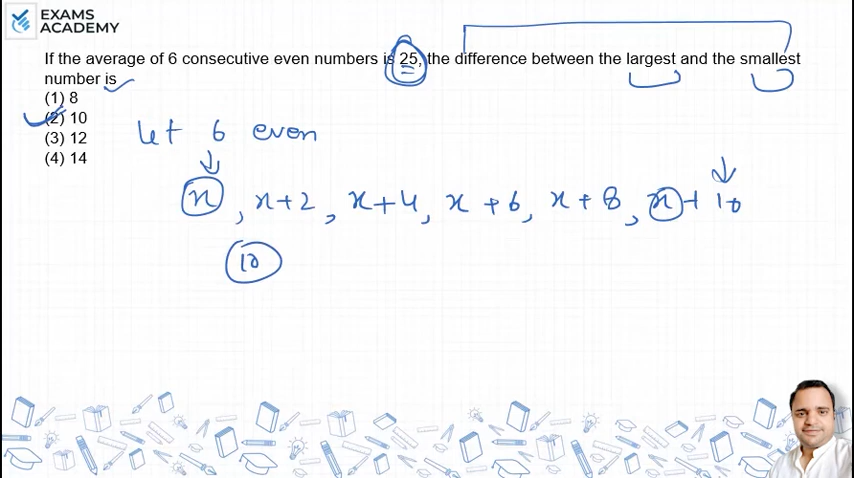 EXAMS
ACADEMY
If the average of 6 consecutive even numbers is 25, the difference between the largest and the smallest
number is
(1) 8
(2) 10
(3) 12
(4) 14
Let 6 even
x, x+2, x+4, x+6, x+8, x+10
10